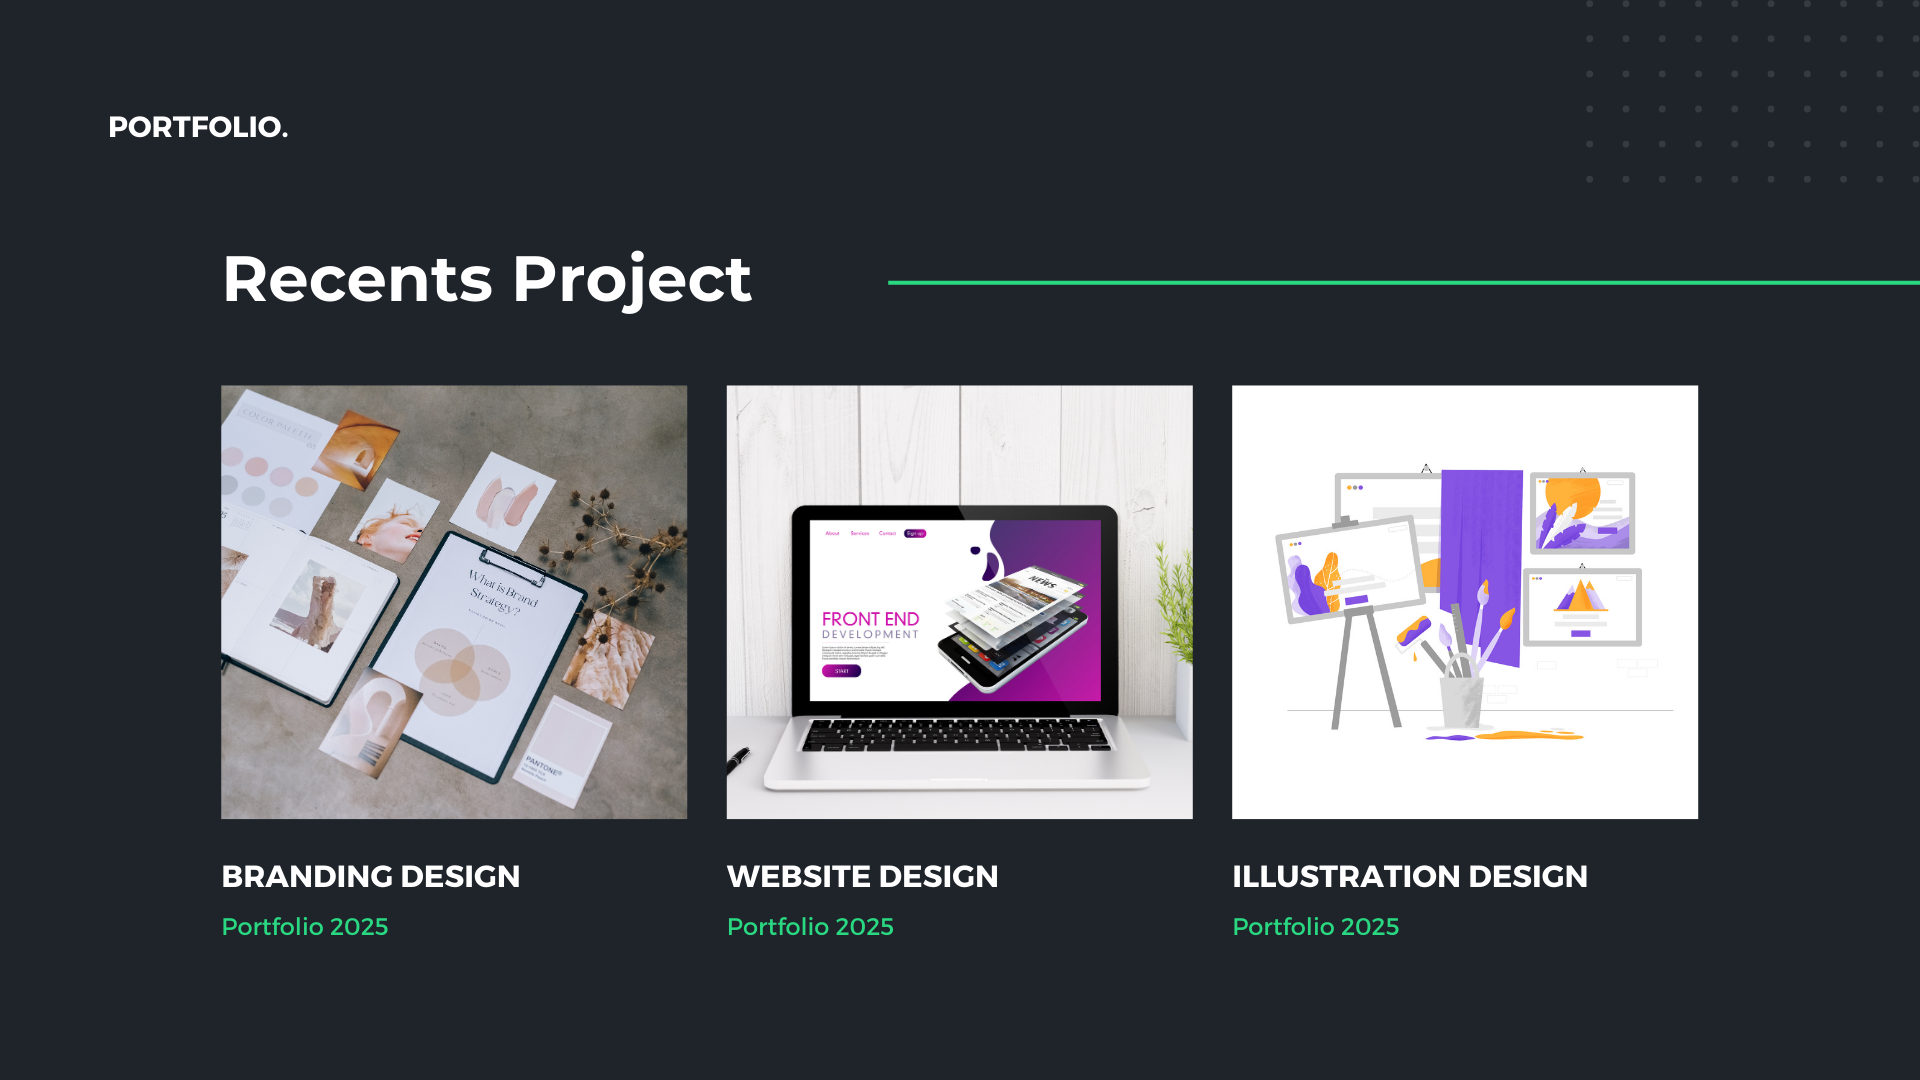 PORTFOLIO.
Recents Project
COLOR PALETTE
What is Brand
Strategy?
PANTONE®
About Services Contact Sign up
NEWS
FRONT END
DEVELOPMENT
START
BRANDING DESIGN
Portfolio 2025
WEBSITE DESIGN
Portfolio 2025
ILLUSTRATION DESIGN
Portfolio 2025